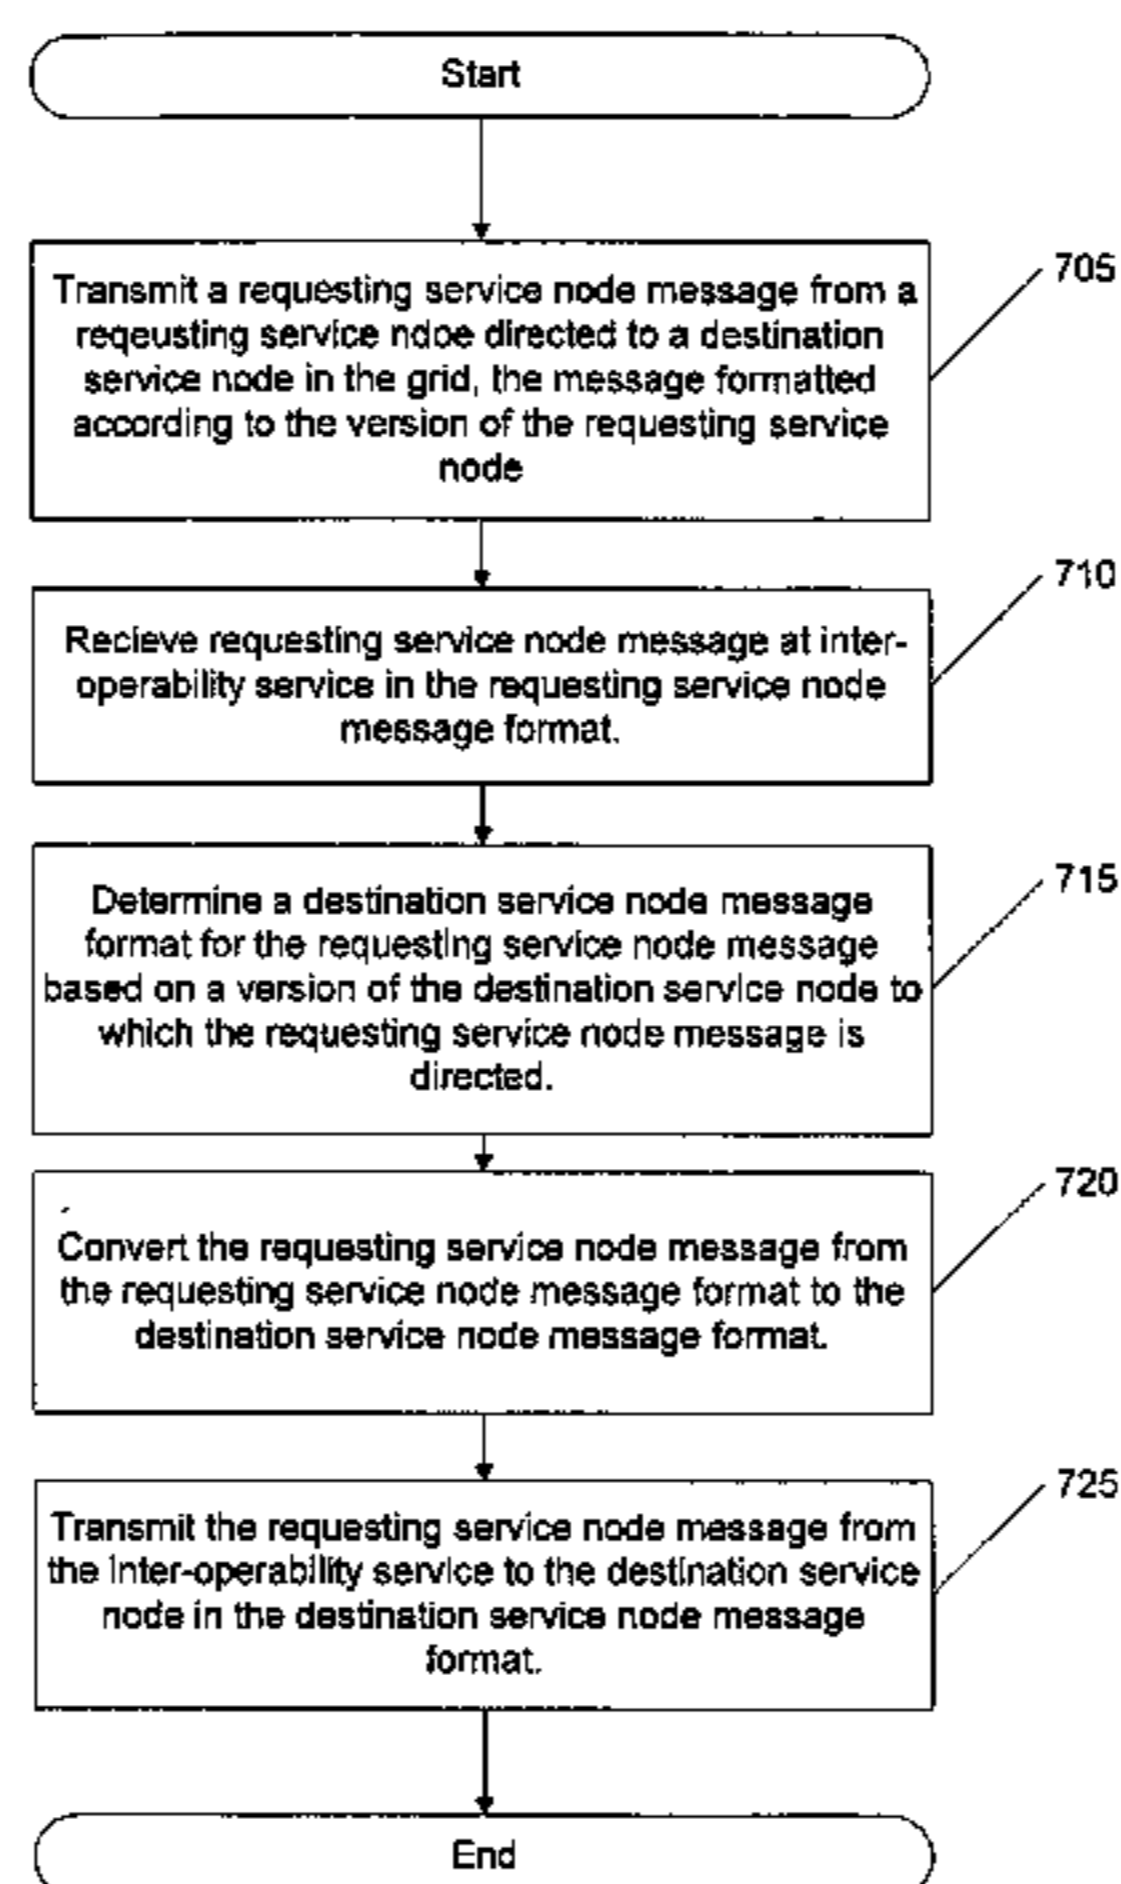 Start
Transmit a requesting service node message from a
reqeusting service ndoe directed to a destination
service node in the grid, the message formatted
according to the version of the requesting service
node
705
Recieve requesting service node message at inter-
operability service in the requesting service node
message format.
710
Determine a destination service node message
format for the requesting service node message
based on a version of the destination service node to
which the requesting service node message is
directed.
715
Convert the requesting service node message from
the requesting service node message format to the
destination service node message format.
720
Transmit the requesting service node message from
the inter-operability service to the destination service
node in the destination service node message
format.
725
End